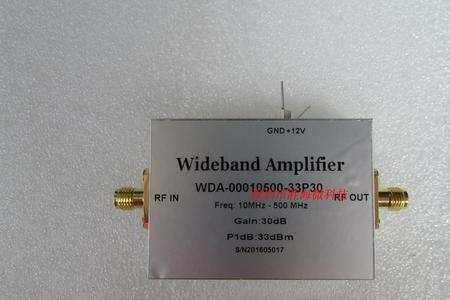 GND+12V
Wideband Amplifier
WDA-00010500-33P30
RF IN
RF OUT
Freq: 10MHz - 500 MHz
Gain:30dB
P1dB:33dBm
S/N201605017